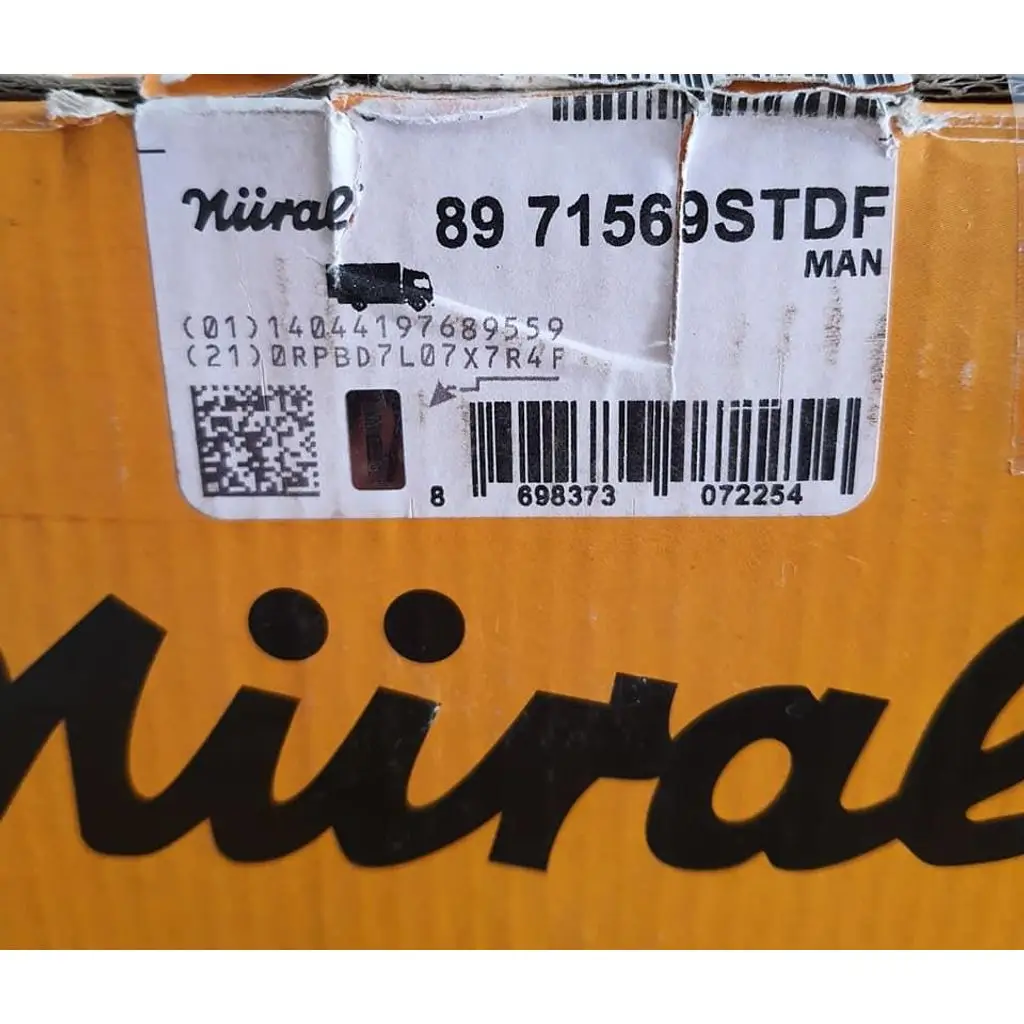 nüral
89 71569STDF
MAN
(01)14044197689559
(21)0RPBD7L07X7R4F
8 698373 072254
nüral